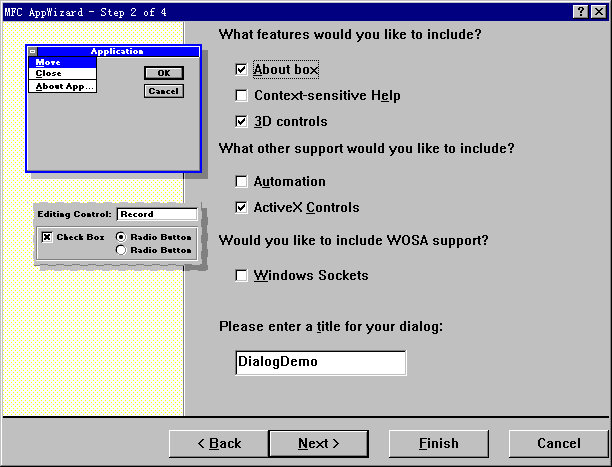 MFC AppWizard - Step 2 of 4
Application
Move
Close
About App...
OK
Cancel
Editing Control: Record
Check Box
Radio Button
Radio Button
What features would you like to include?
About box
Context-sensitive Help
3D controls
What other support would you like to include?
Automation
ActiveX Controls
Would you like to include WOSA support?
Windows Sockets
Please enter a title for your dialog:
DialogDemo
< Back Next > Finish Cancel